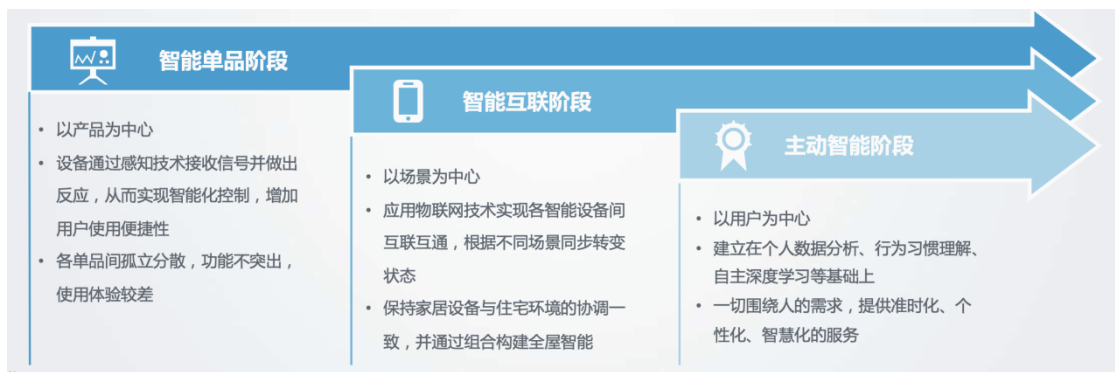 智能单品阶段
• 以产品为中心
• 设备通过感知技术接收信号并做出
反应，从而实现智能化控制，增加
用户使用便捷性
• 各单品间孤立分散，功能不突出，
使用体验较差
智能互联阶段
• 以场景为中心
• 应用物联网技术实现各智能设备间
互联互通，根据不同场景同步转变
状态
• 保持家居设备与住宅环境的协调一
致，并通过组合构建全屋智能
主动智能阶段
• 以用户为中心
• 建立在个人数据分析、行为习惯理解、
自主深度学习等基础上
• 一切围绕人的需求，提供准时化、个
性化、智慧化的服务